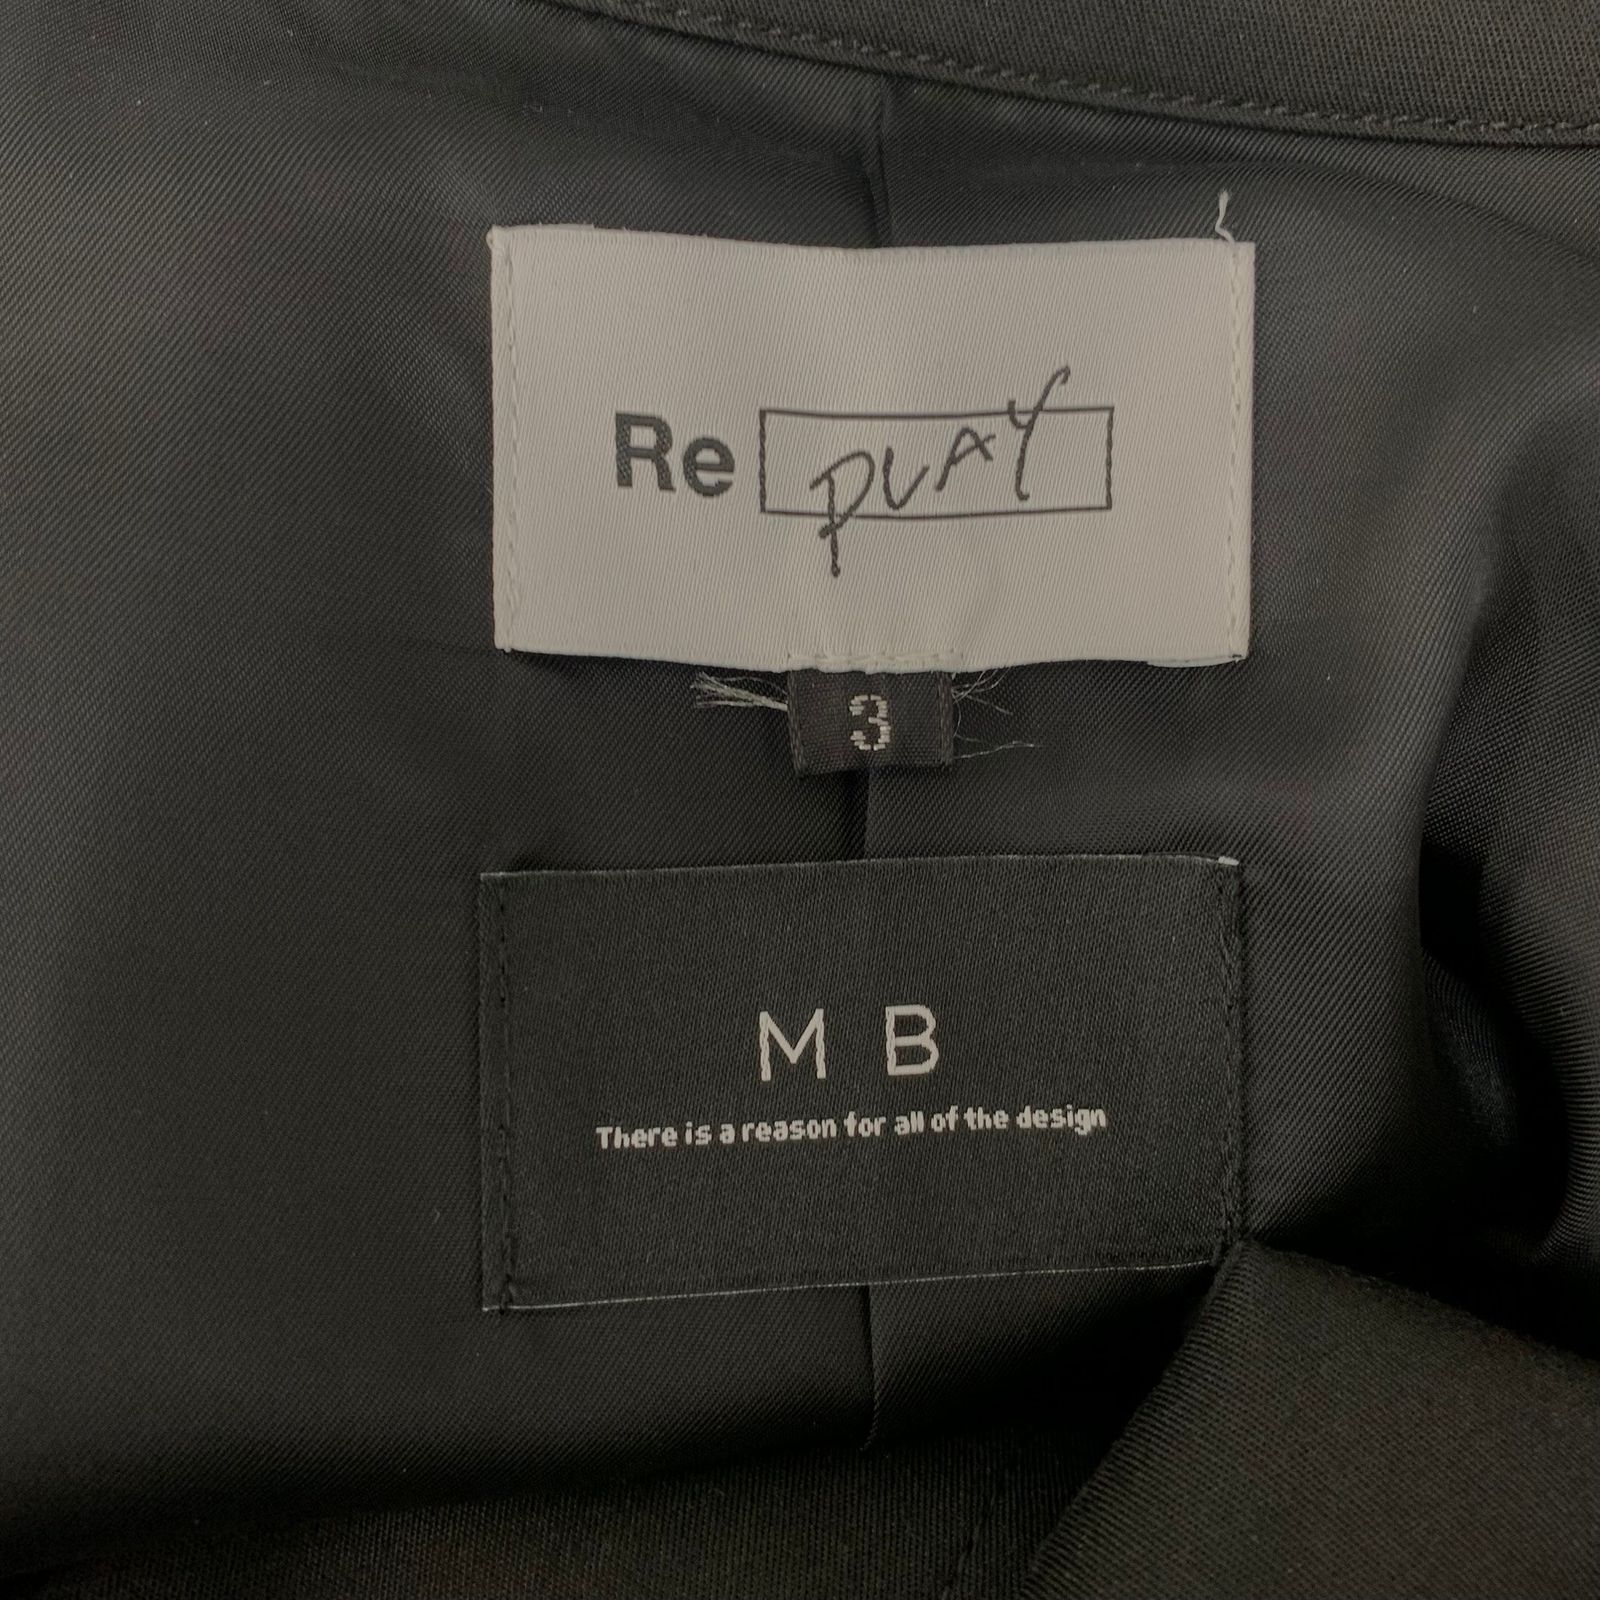 Re PLAY
3
M B
There is a reason for all of the design